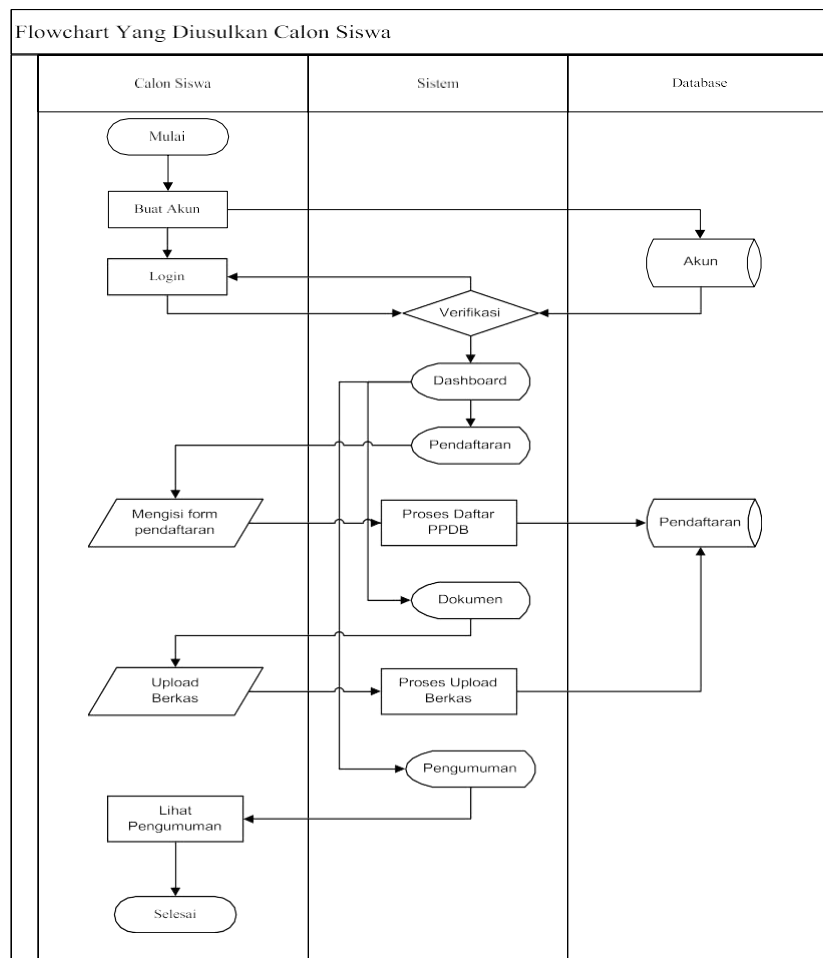 Flowchart Yang Diusulkan Calon Siswa
Calon Siswa
Sistem
Database
Mulai
Buat Akun
Akun
Login
Verifikasi
Dashboard
Pendaftaran
Mengisi form
pendaftaran
Proses Daftar
PPDB
Pendaftaran
Dokumen
Upload
Berkas
Proses Upload
Berkas
Pengumuman
Lihat
Pengumuman
Selesai